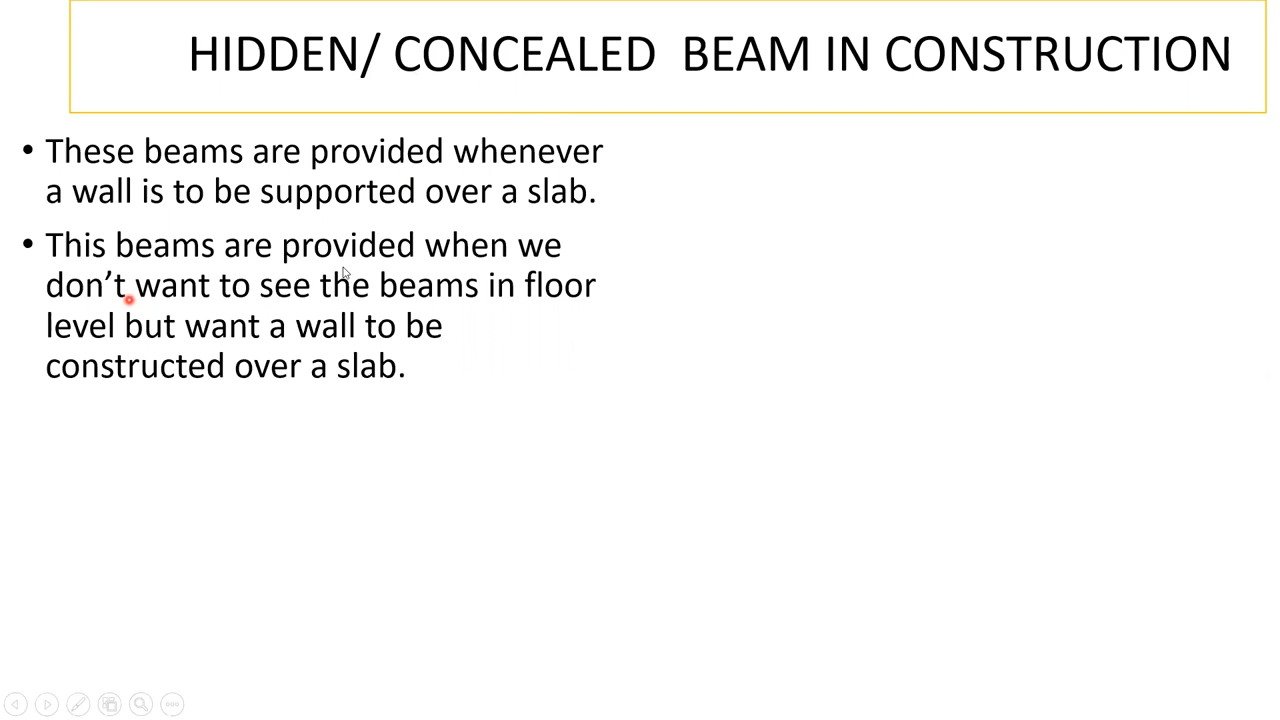 HIDDEN/ CONCEALED  BEAM IN CONSTRUCTION
• These beams are provided whenever
a wall is to be supported over a slab.
• This beams are provided when we
don’t want to see the beams in floor
level but want a wall to be
constructed over a slab.